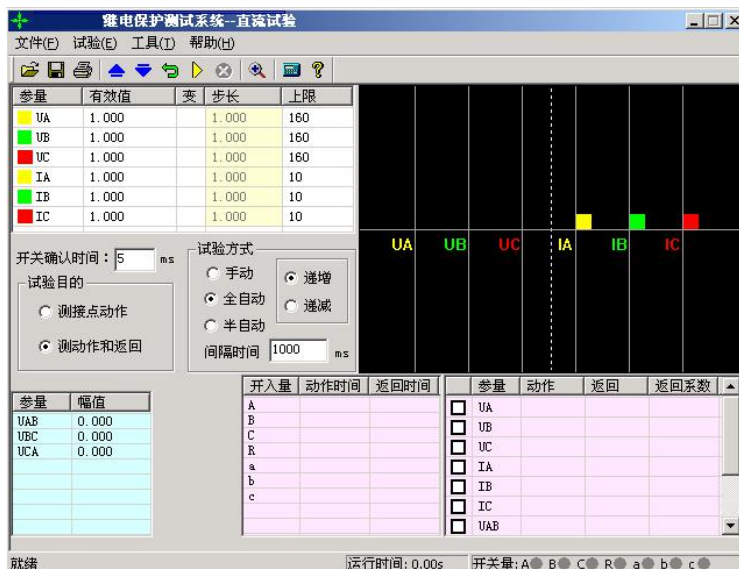 继电保护测试系统--直流试验
文件(F) 试验(E) 工具(T) 帮助(H)
参量 有效值 变 步长 上限
UA 1.000 1.000 160
UB 1.000 1.000 160
UC 1.000 1.000 160
IA 1.000 1.000 10
IB 1.000 1.000 10
IC 1.000 1.000 10
UA UB UC IA IB IC
开关确认时间：5 ms
试验目的
测接点动作
测动作和返回
试验方式
手动
全自动
半自动
递增
递减
间隔时间 1000 ms
参量 幅值
UAB 0.000
UBC 0.000
UCA 0.000
开入量 动作时间 返回时间
A
B
C
R
a
b
c
参量 动作 返回 返回系数
UA
UB
UC
IA
IB
IC
UAB
就绪 运行时间: 0.00s 开关量: A B C R a b c